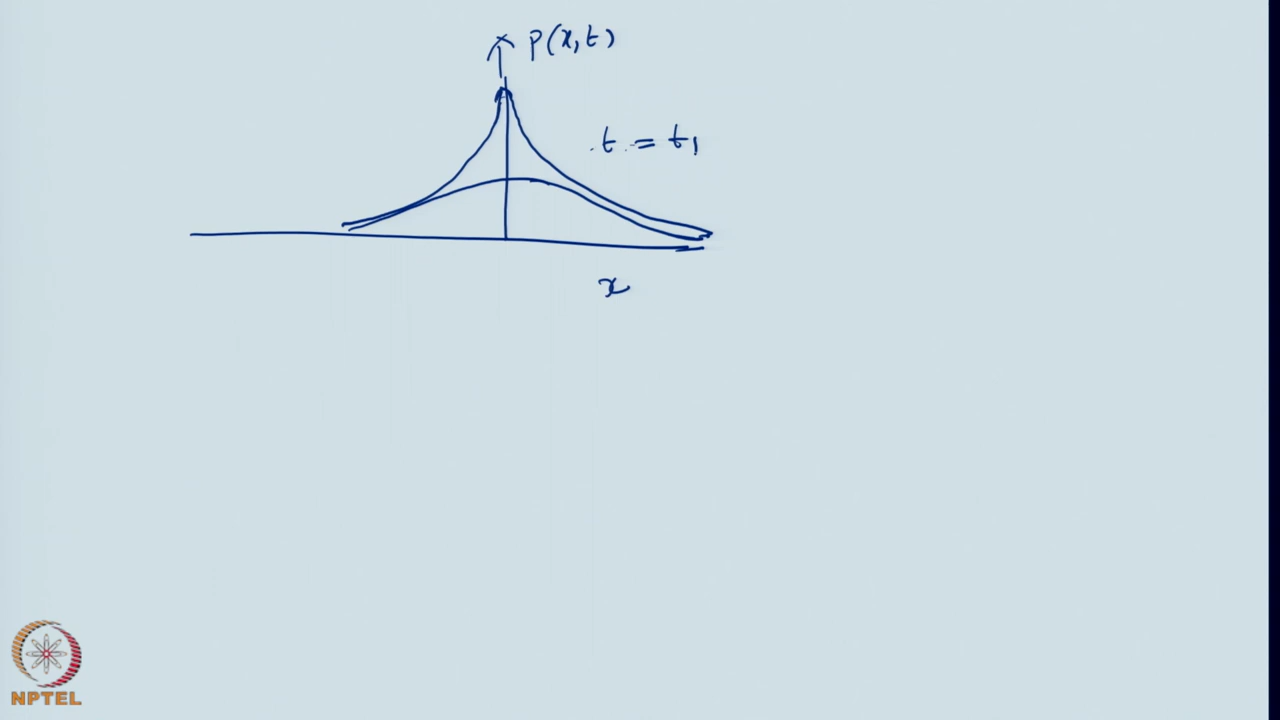 P(x,t)
t = t₁
x
NPTEL